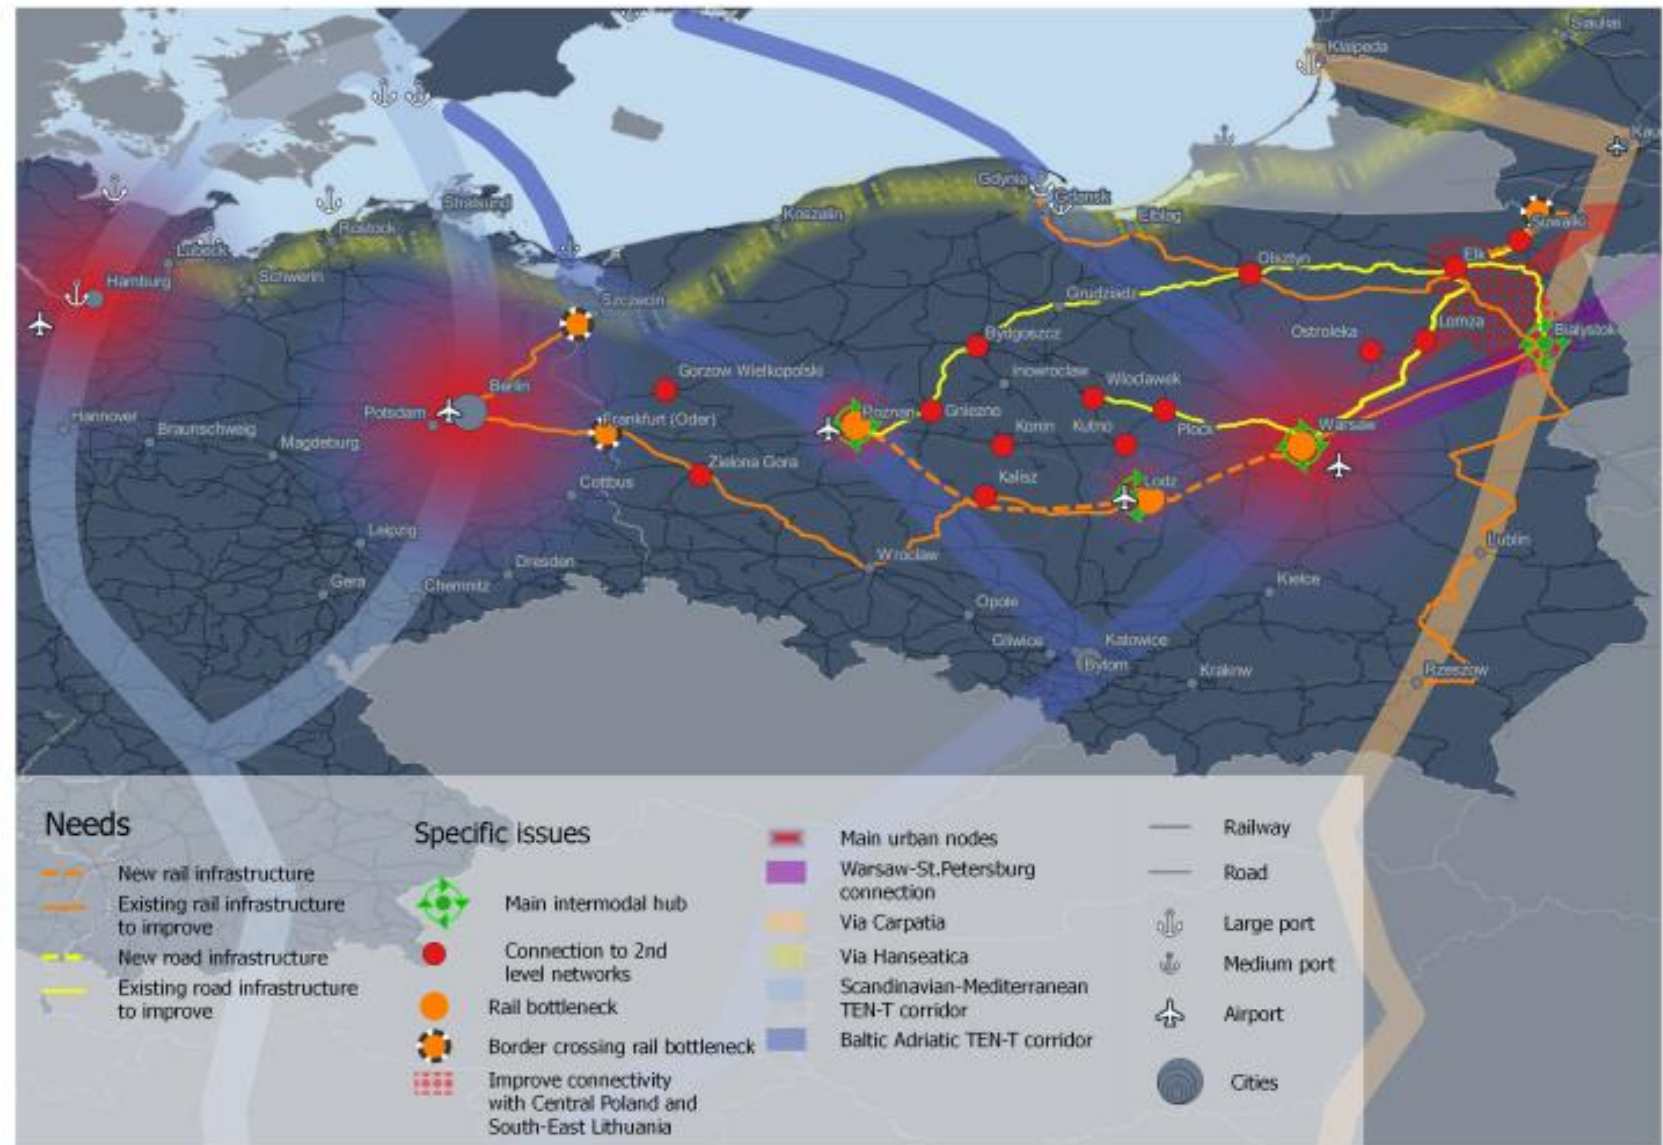 Siauliai
Klaipeda
Kau
Gdynia
Gdansk
Elblag
Suwalki
Stralsund
Koszalin
Rostock
Lubeck
Schwerin
Hamburg
Szczecin
Olsztyn
Elk
Grudziadz
Bydgoszcz
Ostroleka
Lomza
Bialystok
Berlin
Gorzow Wielkopolski
Inowroclaw
Wloclawek
Potsdam
Hannover
Braunschweig
Magdeburg
Frankfurt (Oder)
Poznan
Gniezno
Konin
Kutno
Plock
Warsaw
Zielona Gora
Kalisz
Lodz
Cottbus
Leipzig
Dresden
Gera
Chemnitz
Wroclaw
Lublin
Kielce
Opole
Gliwice
Katowice
Bytom
Krakow
Rzeszow
Needs
New rail infrastructure
Existing rail infrastructure
to improve
New road infrastructure
Existing road infrastructure
to improve
Specific issues
Main intermodal hub
Connection to 2nd
level networks
Rail bottleneck
Border crossing rail bottleneck
Improve connectivity
with Central Poland and
South-East Lithuania
Main urban nodes
Warsaw-St.Petersburg
connection
Via Carpatia
Via Hanseatica
Scandinavian-Mediterranean
TEN-T corridor
Baltic Adriatic TEN-T corridor
Railway
Road
Large port
Medium port
Airport
Cities